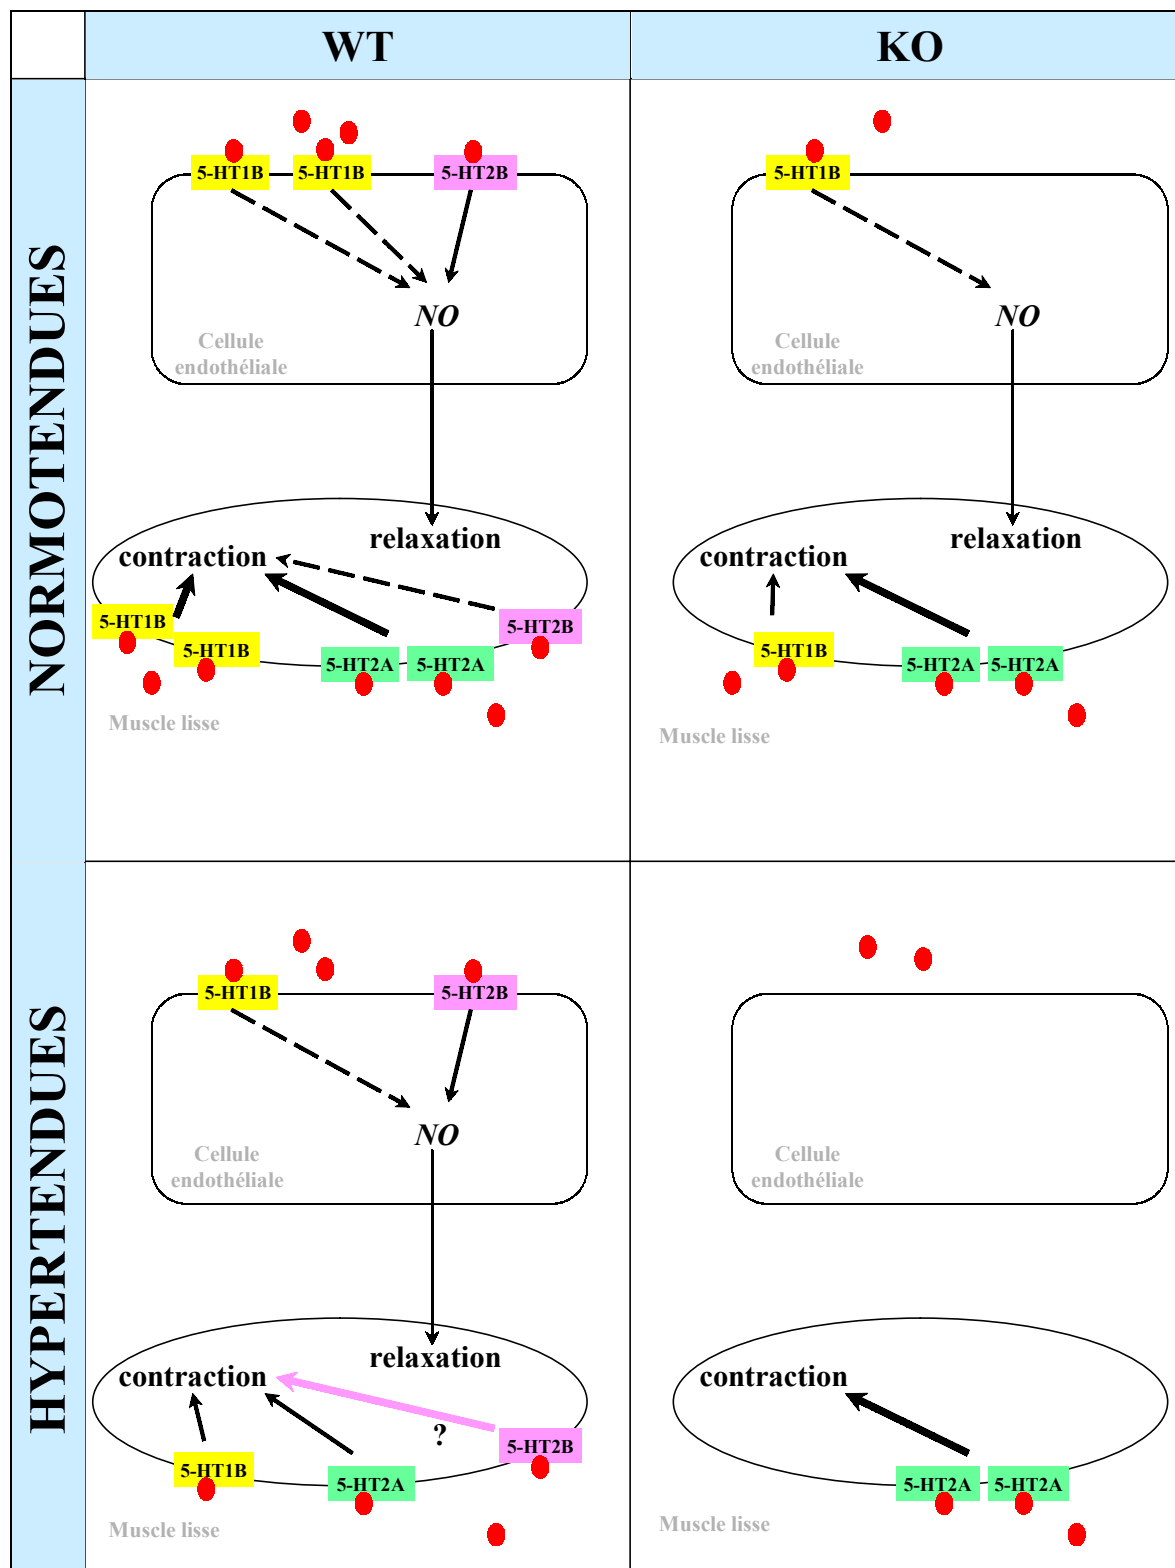 WT
KO
NORMOTENDUES
5-HT1B
5-HT1B
5-HT2B
NO
Cellule
endothéliale
relaxation
contraction
5-HT1B
5-HT1B
5-HT2A
5-HT2A
5-HT2B
Muscle lisse
5-HT1B
NO
Cellule
endothéliale
relaxation
contraction
5-HT1B
5-HT2A
5-HT2A
Muscle lisse
HYPERTENDUES
5-HT1B
5-HT2B
NO
Cellule
endothéliale
relaxation
contraction
?
5-HT1B
5-HT2A
5-HT2B
Muscle lisse
Cellule
endothéliale
contraction
5-HT2A
5-HT2A
Muscle lisse